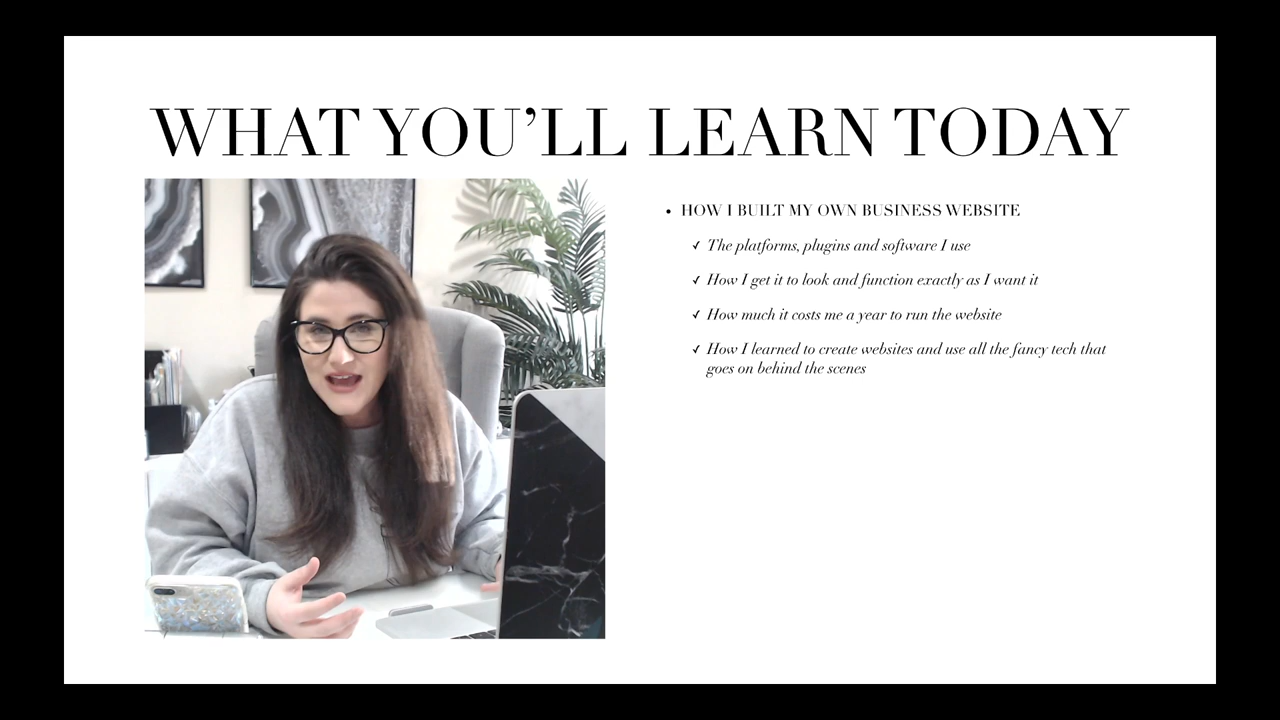 WHAT YOU’LL LEARN TODAY
• HOW I BUILT MY OWN BUSINESS WEBSITE
✓ The platforms, plugins and software I use
✓ How I get it to look and function exactly as I want it
✓ How much it costs me a year to run the website
✓ How I learned to create websites and use all the fancy tech that
goes on behind the scenes